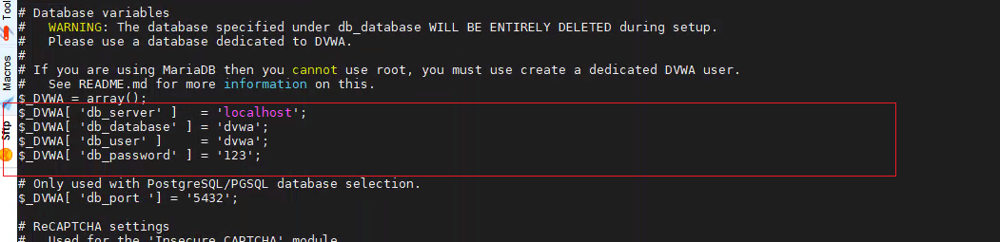 Tool
Macros
Sftp
# Database variables
#   WARNING: The database specified under db_database WILL BE ENTIRELY DELETED during setup.
#   Please use a database dedicated to DVWA.
#
# If you are using MariaDB then you cannot use root, you must use create a dedicated DVWA user.
#   See README.md for more information on this.
$_DVWA = array();
$_DVWA[ 'db_server' ]   = 'localhost';
$_DVWA[ 'db_database' ] = 'dvwa';
$_DVWA[ 'db_user' ]     = 'dvwa';
$_DVWA[ 'db_password' ] = '123';
# Only used with PostgreSQL/PGSQL database selection.
$_DVWA[ 'db_port '] = '5432';
# ReCAPTCHA settings
#   Used for the 'Insecure CAPTCHA' module